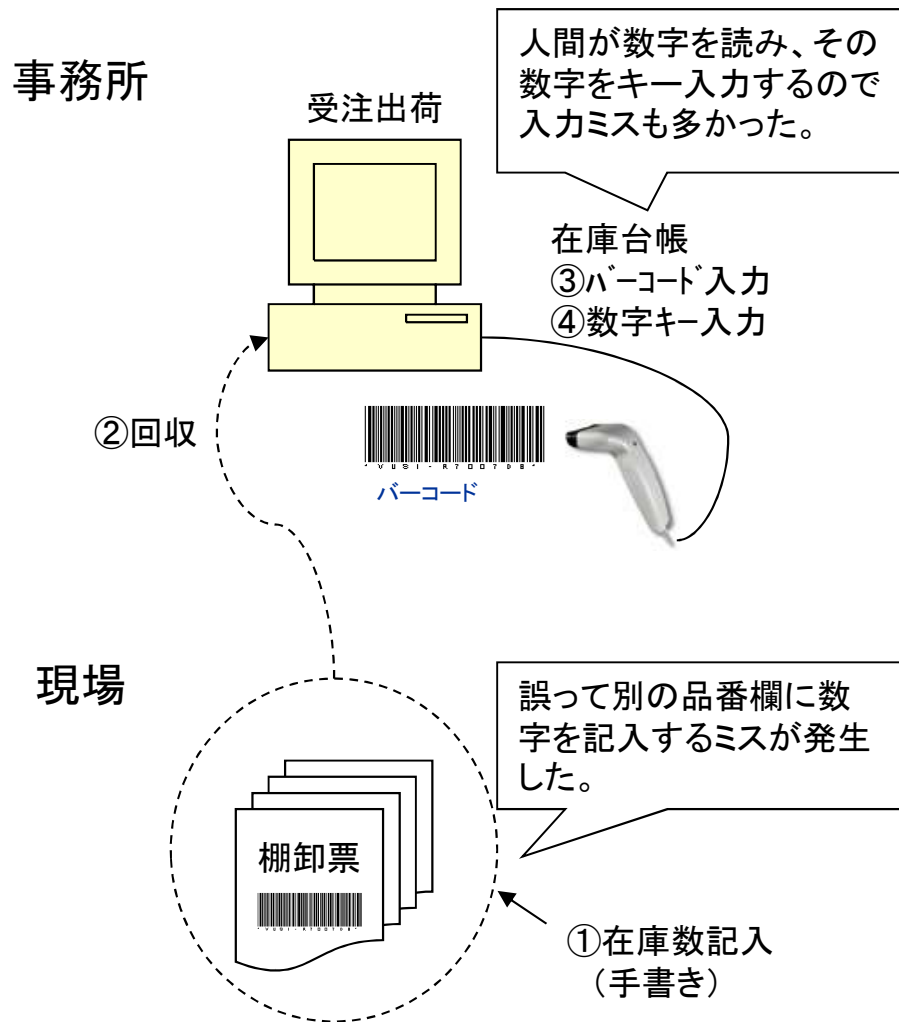 事務所
受注出荷
人間が数字を読み、その
数字をキー入力するので
入力ミスも多かった。
在庫台帳
③ﾊﾞｰｺｰﾄﾞ入力
④数字キー入力
②回収
*VUSI-R7007DB*
バーコード
現場
誤って別の品番欄に数
字を記入するミスが発生
した。
棚卸票
*VUSI-R7007DB*
①在庫数記入
（手書き）